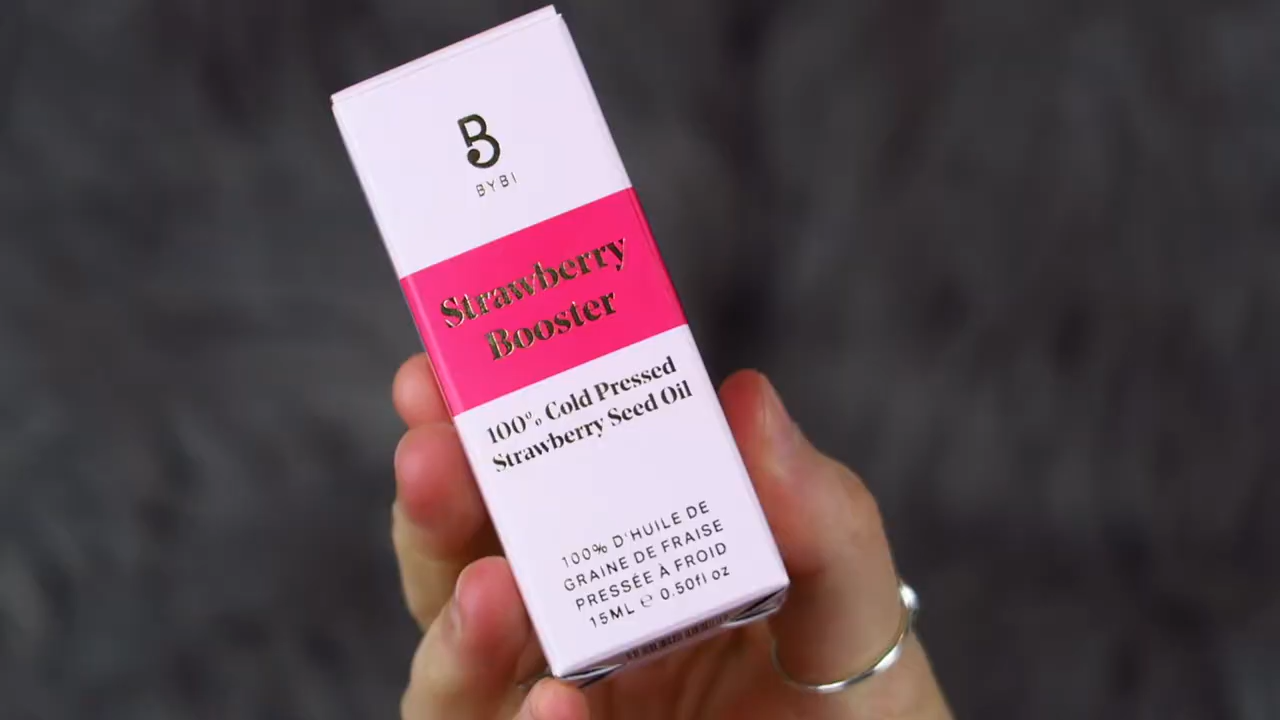 B
BYBI
Strawberry
Booster
100% Cold Pressed
Strawberry Seed Oil
100% D'HUILE DE
GRAINE DE FRAISE
PRESSÉE À FROID
15ML ℮ 0.50fl oz